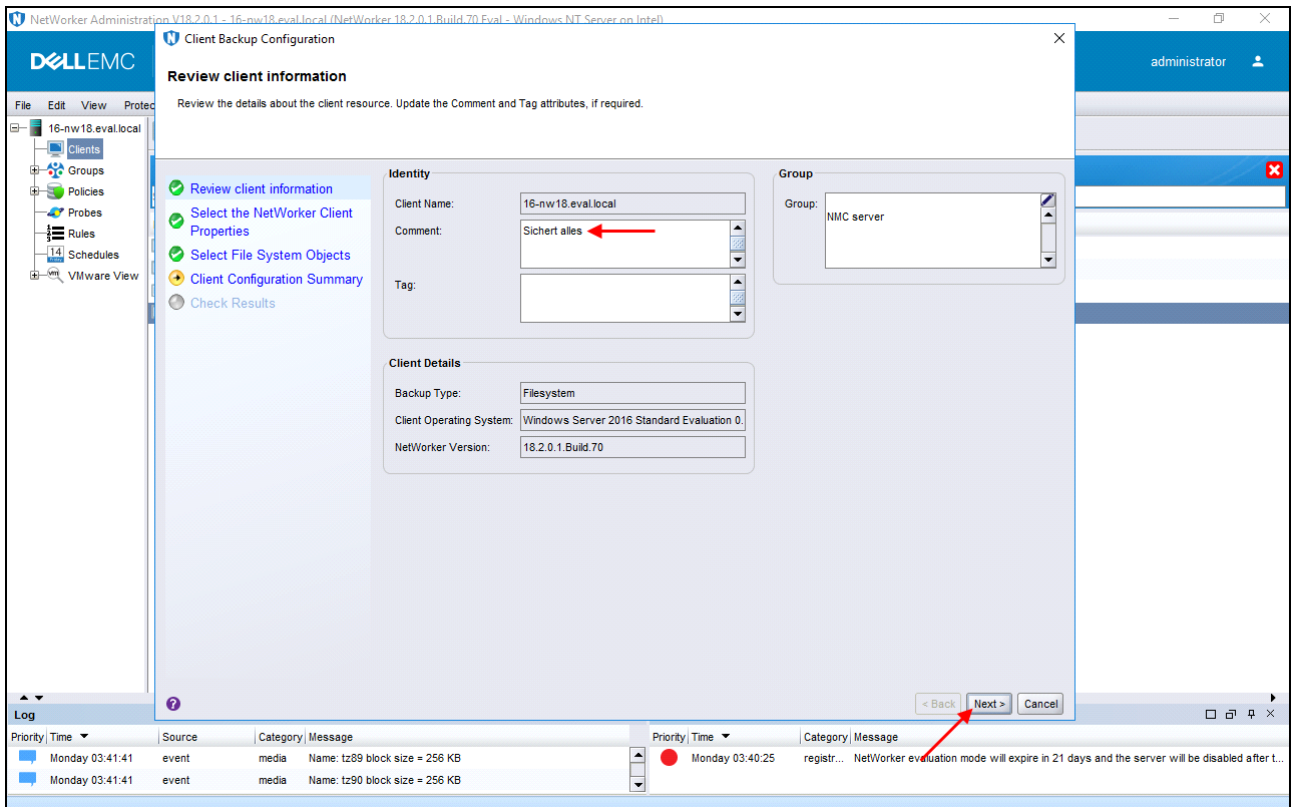 NetWorker Administration V18.2.0.1 - 16-nw18.eval.local (NetWorker 18.2.0.1.Build.70 Eval - Windows NT Server on Intel)
Client Backup Configuration
DELLEMC
administrator
Review client information
Review the details about the client resource. Update the Comment and Tag attributes, if required.
File Edit View Protec
16-nw18.eval.local
Clients
Groups
Policies
Probes
Rules
14 Schedules
VMware View
Review client information
Select the NetWorker Client
Properties
Select File System Objects
Client Configuration Summary
Check Results
Identity
Client Name: 16-nw18.eval.local
Comment: Sichert alles
Tag:
Group
Group: NMC server
Client Details
Backup Type: Filesystem
Client Operating System: Windows Server 2016 Standard Evaluation 0.
NetWorker Version: 18.2.0.1.Build.70
< Back Next > Cancel
Log
Priority Time Source Category Message
Monday 03:41:41 event media Name: tz89 block size = 256 KB
Monday 03:41:41 event media Name: tz90 block size = 256 KB
Priority Time Category Message
Monday 03:40:25 registr... NetWorker evaluation mode will expire in 21 days and the server will be disabled after t...